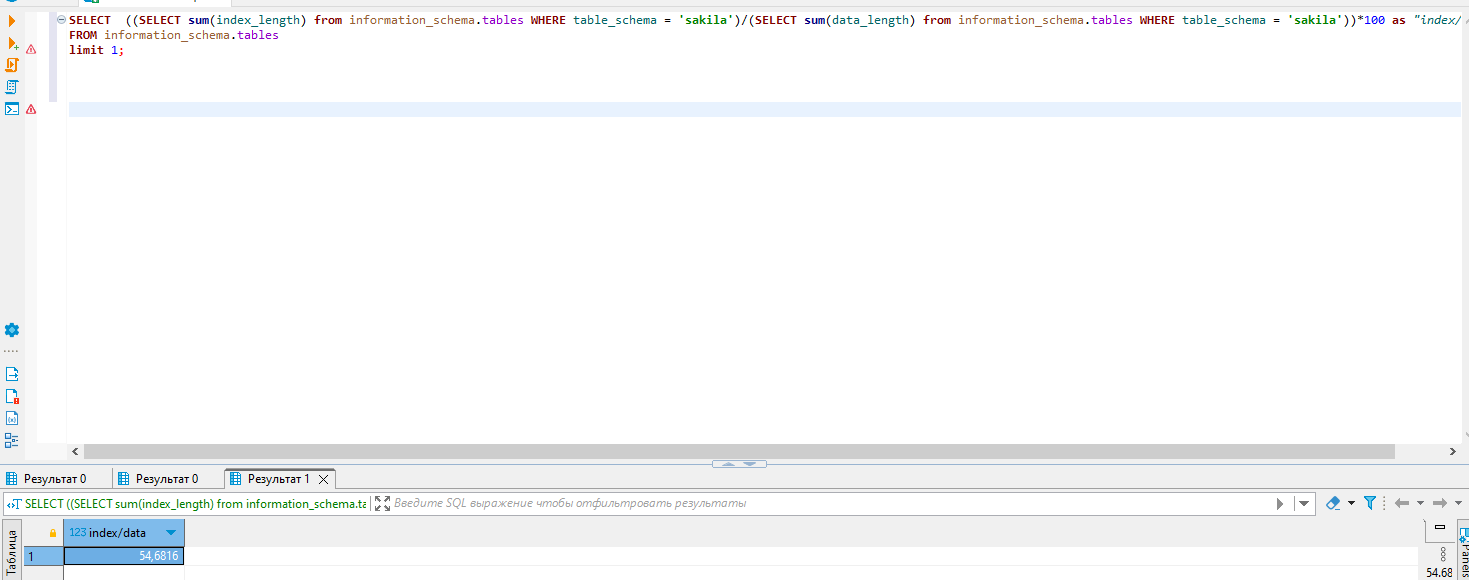 SELECT  ((SELECT sum(index_length) from information_schema.tables WHERE table_schema = 'sakila')/(SELECT sum(data_length) from information_schema.tables WHERE table_schema = 'sakila'))*100 as "index/
FROM information_schema.tables
limit 1;
Результат 0
Результат 0
Результат 1
SELECT ((SELECT sum(index_length) from information_schema.ta
Введите SQL выражение чтобы отфильтровать результаты
Таблица
123 index/data
1
54,6816
54.68
Panels